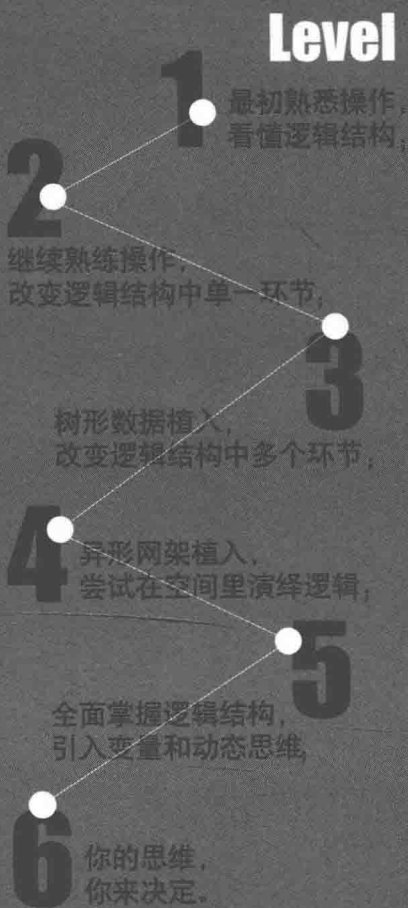 Level
1
最初熟悉操作，
看懂逻辑结构；
2
继续熟练操作，
改变逻辑结构中单一环节；
3
树形数据植入，
改变逻辑结构中多个环节；
4
异形网架植入，
尝试在空间里演绎逻辑；
5
全面掌握逻辑结构，
引入变量和动态思维；
6
你的思维，
你来决定。